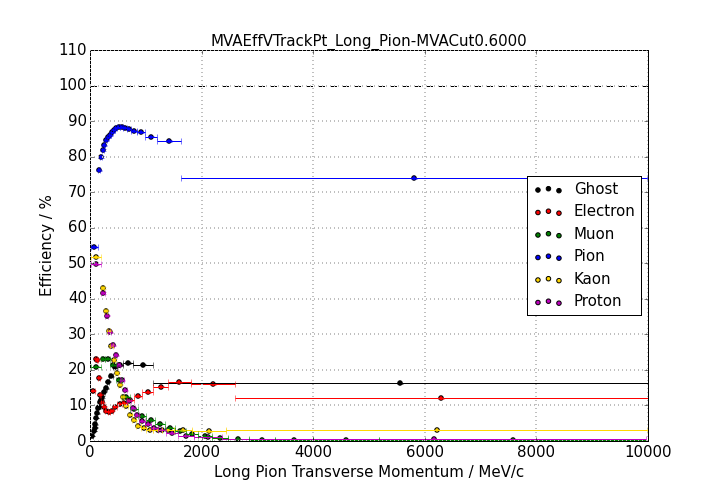 MVAEffVTrackPt_Long_Pion-MVACut0.6000
110
100
90
80
70
60
50
40
30
20
10
0
Efficiency / %
Ghost
Electron
Muon
Pion
Kaon
Proton
0 2000 4000 6000 8000 10000
Long Pion Transverse Momentum / MeV/c